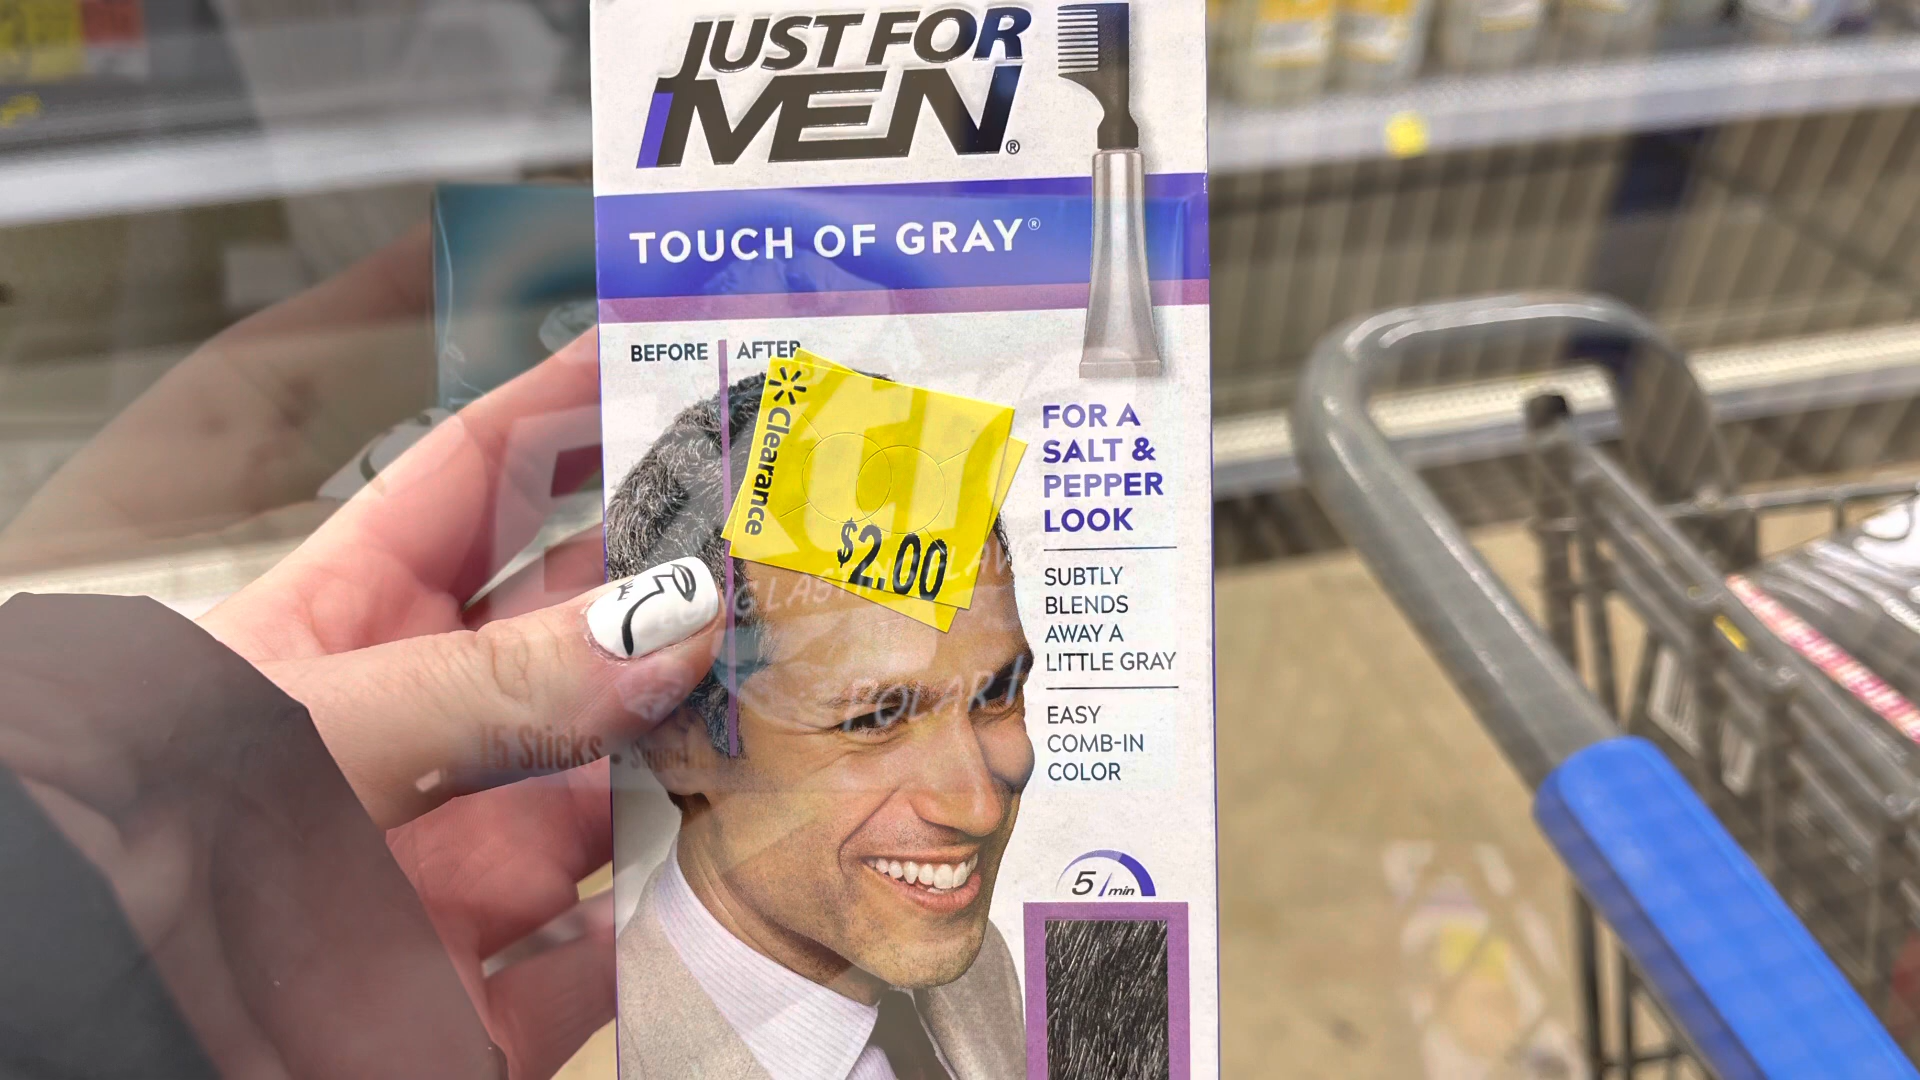 JUST FOR
MEN®
TOUCH OF GRAY®
BEFORE
AFTER
Clearance
$2.00
FOR A
SALT &
PEPPER
LOOK
SUBTLY
BLENDS
AWAY A
LITTLE GRAY
EASY
COMB-IN
COLOR
5 min
POLAR
15 Sticks •